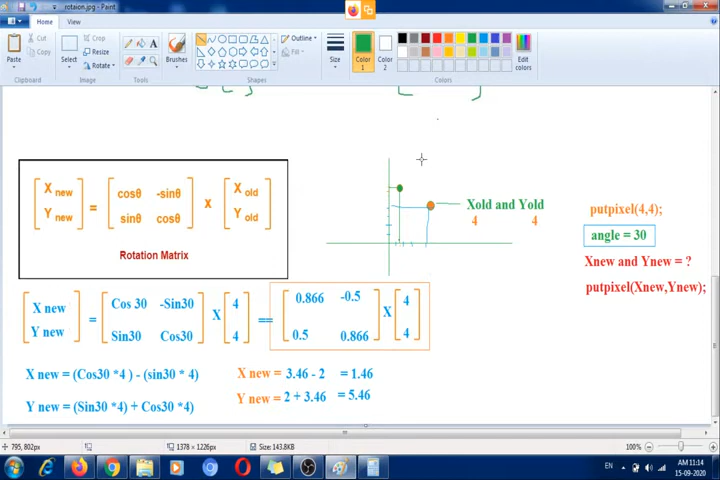 rotaion.jpg - Paint
Home
View
Cut
Copy
Paste
Clipboard
Select
Crop
Resize
Rotate
Image
Tools
Brushes
Outline
Fill
Shapes
Size
Color 1
Color 2
Edit colors
Colors
X new
Y new
=
cosθ -sinθ
sinθ cosθ
X
X old
Y old
Rotation Matrix
Xold and Yold
4 4
putpixel(4,4);
angle = 30
Xnew and Ynew = ?
putpixel(Xnew,Ynew);
X new
Y new
=
Cos 30 -Sin30
Sin30 Cos30
X
4
4
==
0.866 -0.5
0.5 0.866
X
4
4
X new = (Cos30 *4 ) - (sin30 * 4)
X new = 3.46 - 2 = 1.46
Y new = (Sin30 *4) + Cos30 *4)
Y new = 2 + 3.46 = 5.46
795, 802px
1378 × 1226px
Size: 143.8KB
100%
EN
AM 11:14
15-09-2020